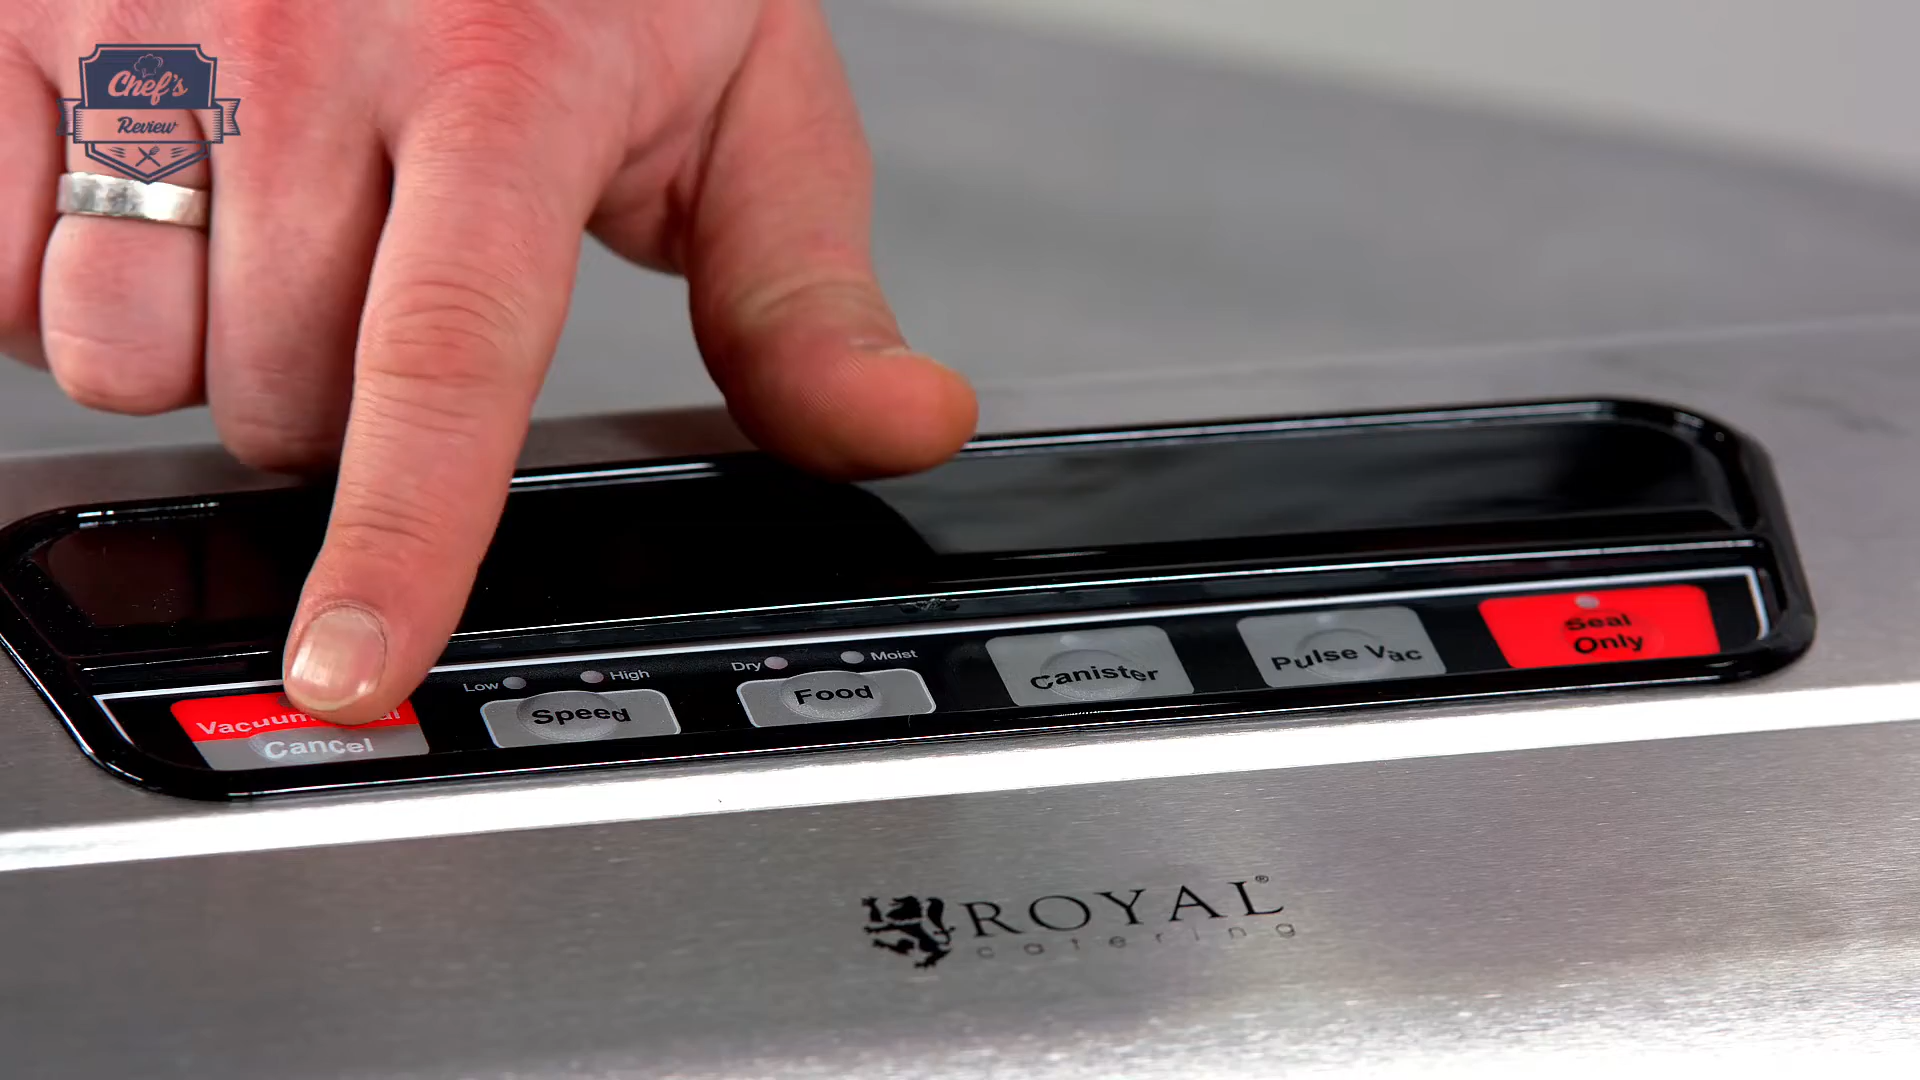 Chef's
Review
Low
High
Dry
Moist
Cancel
Speed
Food
Canister
Pulse Vac
Seal
Only
ROYAL®
catering